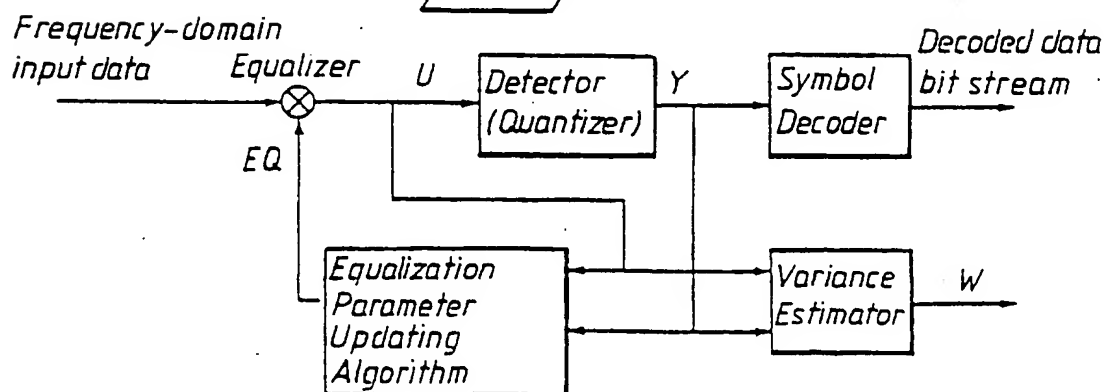 Frequency-domain
input data
Equalizer
U
Detector
(Quantizer)
Y
Symbol
Decoder
Decoded data
bit stream
EQ
Equalization
Parameter
Updating
Algorithm
Variance
Estimator
W